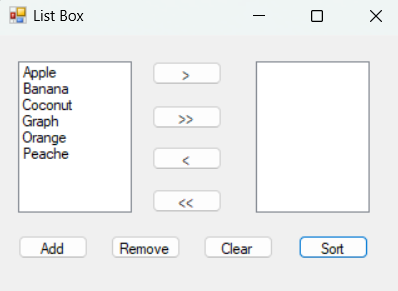 List Box
Apple
Banana
Coconut
Graph
Orange
Peache
>
>>
<
<<
Add Remove Clear Sort